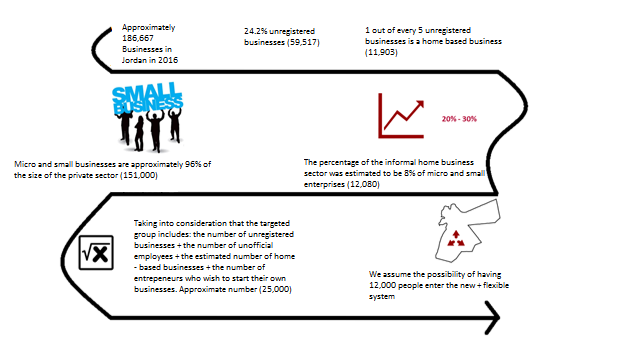 Approximately
186,667
Businesses in
Jordan in 2016
24.2% unregistered
businesses (59,517)
1 out of every 5 unregistered
businesses is a home based business
(11,903)
SMALL
BUSINESS
20% - 30%
Micro and small businesses are approximately 96% of
the size of the private sector (151,000)
The percentage of the informal home business
sector was estimated to be 8% of micro and small
enterprises (12,080)
√x
Taking into consideration that the targeted
group includes: the number of unregistered
businesses + the number of unofficial
employees + the estimated number of home
- based businesses + the number of
entrepeneurs who wish to start their own
businesses. Approximate number (25,000)
We assume the possibility of having
12,000 people enter the new + flexible
system